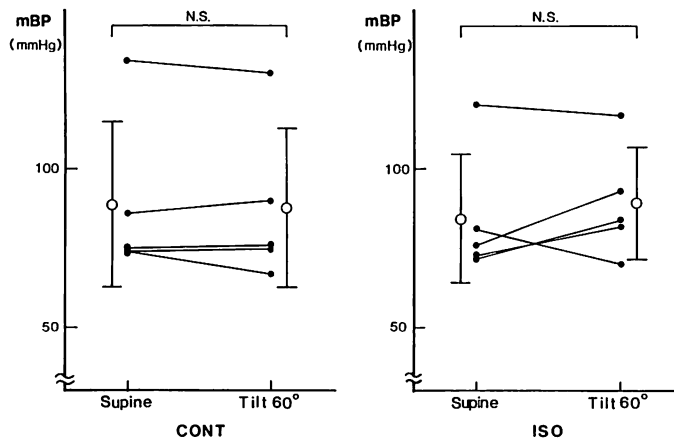 mBP
(mmHg)
N.S.
100
50
Supine
Tilt 60°
CONT
mBP
(mmHg)
N.S.
100
50
Supine
Tilt 60°
ISO